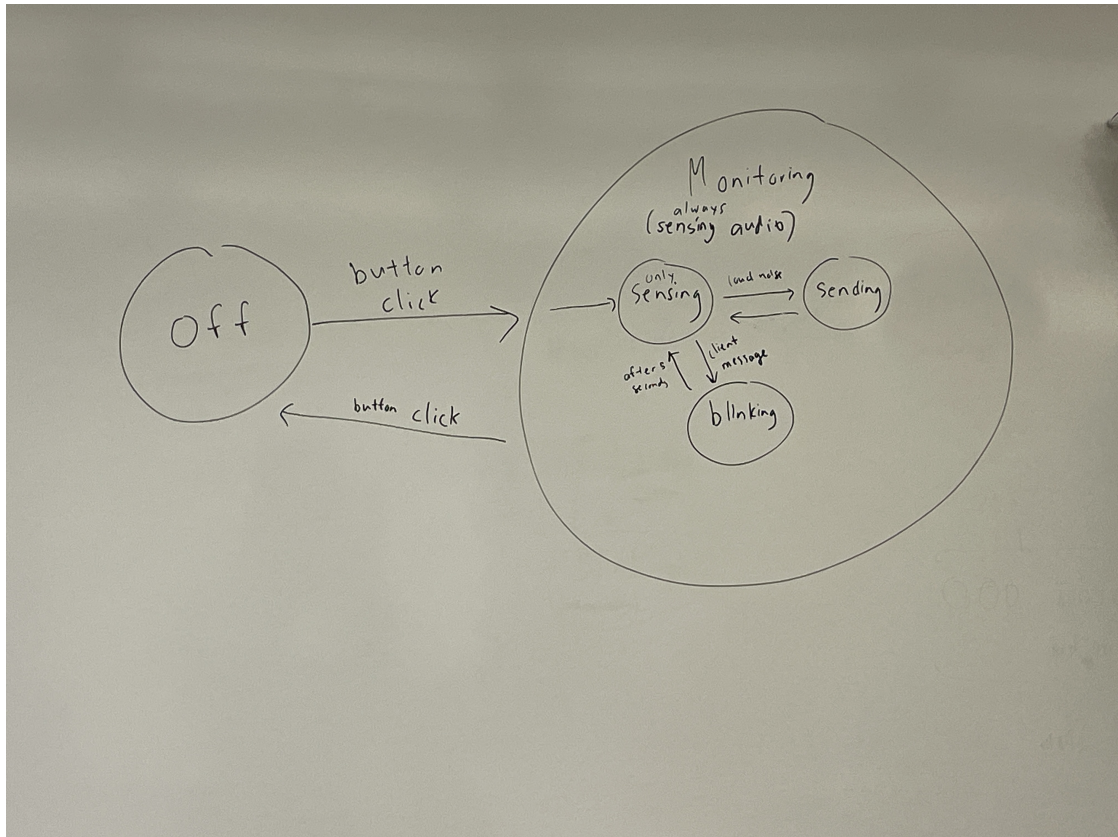 Off
button
click
button click
Monitoring
always
(sensing audio)
only
sensing
loud noise
sending
client
message
after 5
seconds
blinking